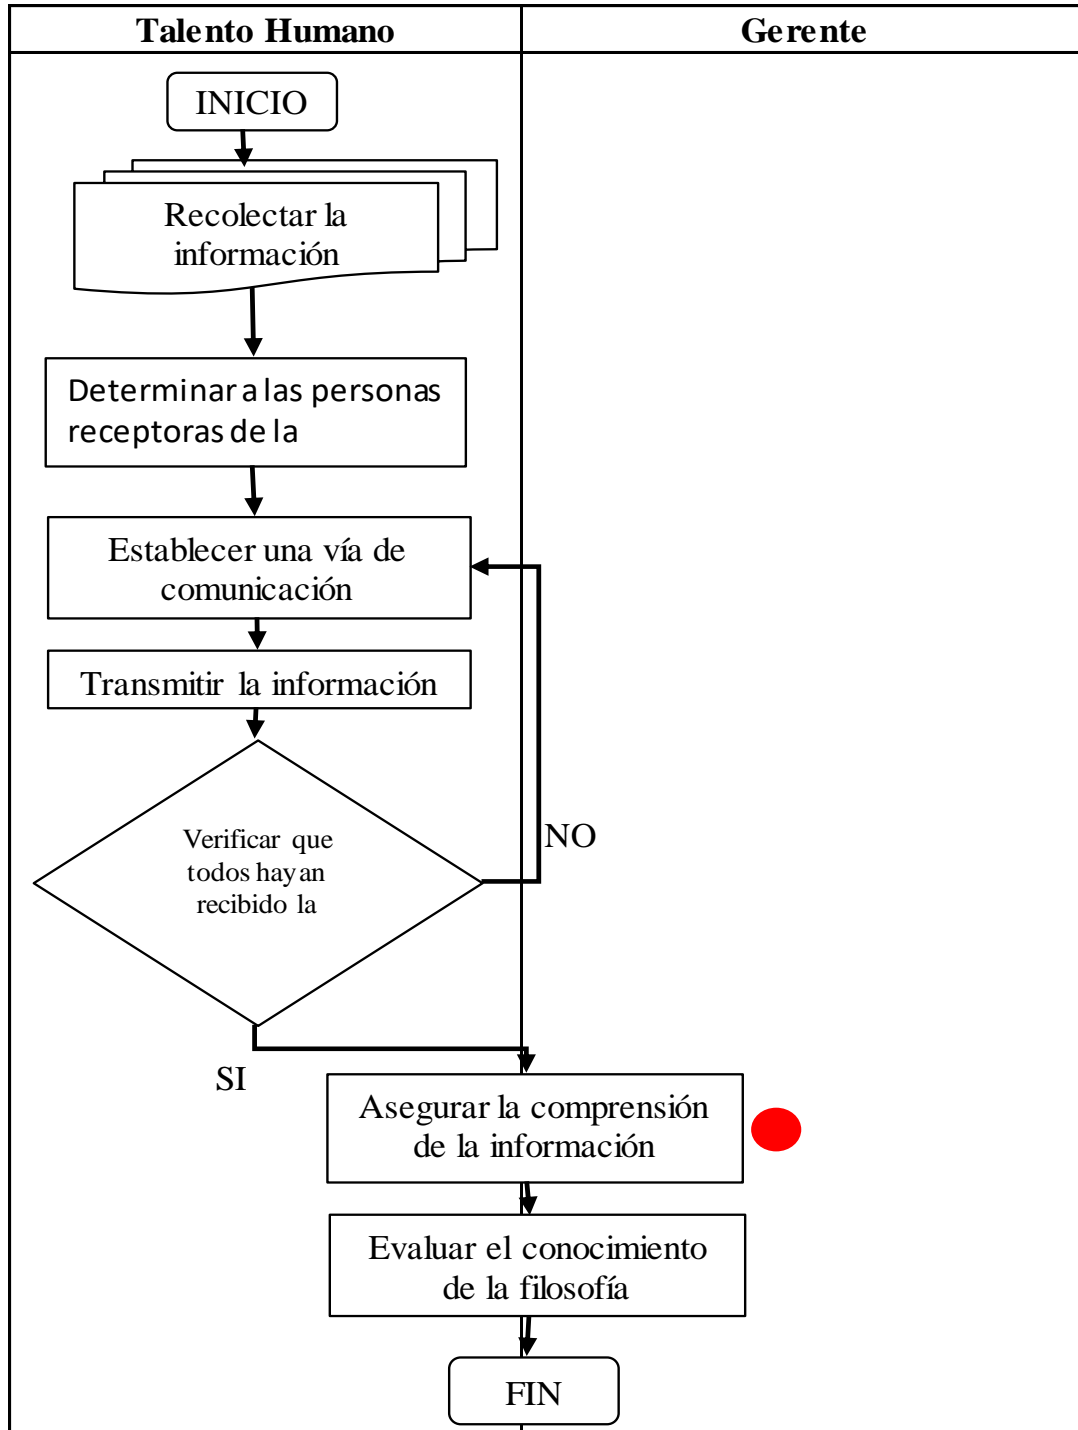 Talento Humano
Gerente
INICIO
Recolectar la
información
Determinar a las personas
receptoras de la
Establecer una vía de
comunicación
Transmitir la información
Verificar que
todos hayan
recibido la
NO
SI
Asegurar la comprensión
de la información
Evaluar el conocimiento
de la filosofía
FIN